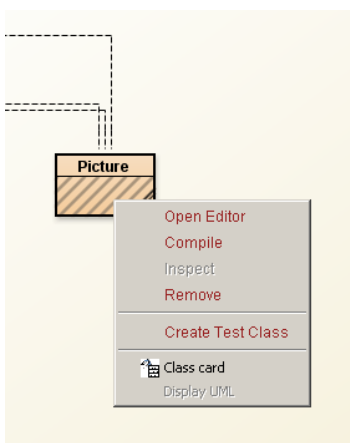 Picture
Open Editor
Compile
Inspect
Remove
Create Test Class
Class card
Display UML